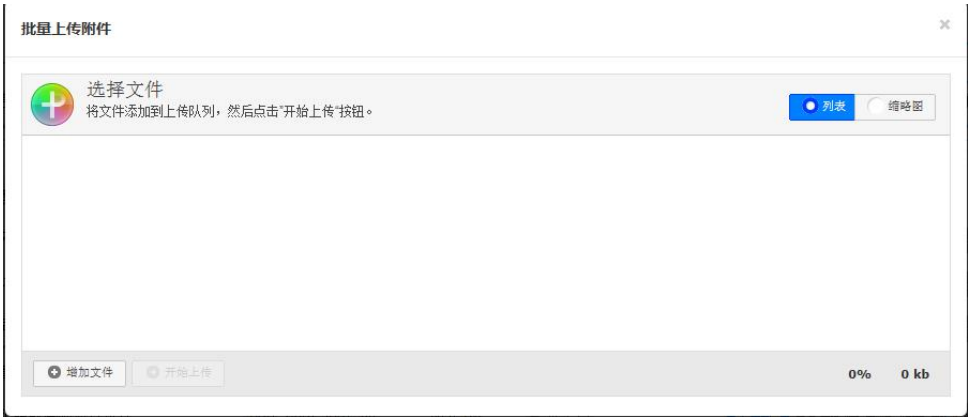 批量上传附件
×
选择文件
将文件添加到上传队列，然后点击"开始上传"按钮。
列表
缩略图
增加文件
开始上传
0%
0 kb